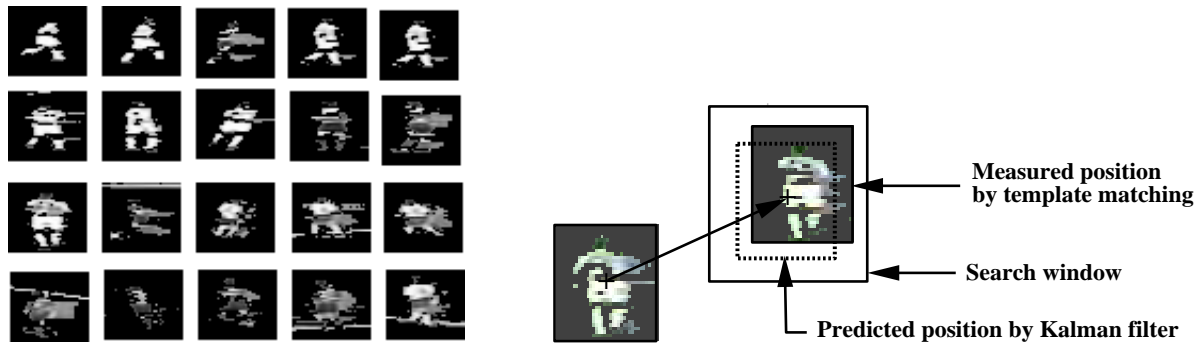 Measured position
by template matching
Search window
Predicted position by Kalman filter